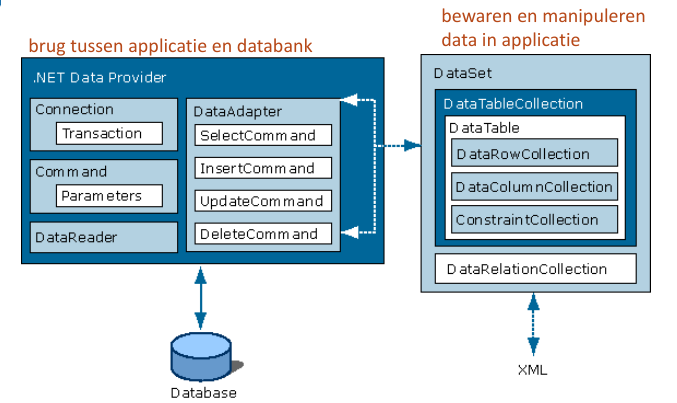 brug tussen applicatie en databank
bewaren en manipuleren
data in applicatie
.NET Data Provider
Connection
Transaction
Command
Parameters
DataReader
DataAdapter
SelectCommand
InsertCommand
UpdateCommand
DeleteCommand
Database
DataSet
DataTableCollection
DataTable
DataRowCollection
DataColumnCollection
ConstraintCollection
DataRelationCollection
XML